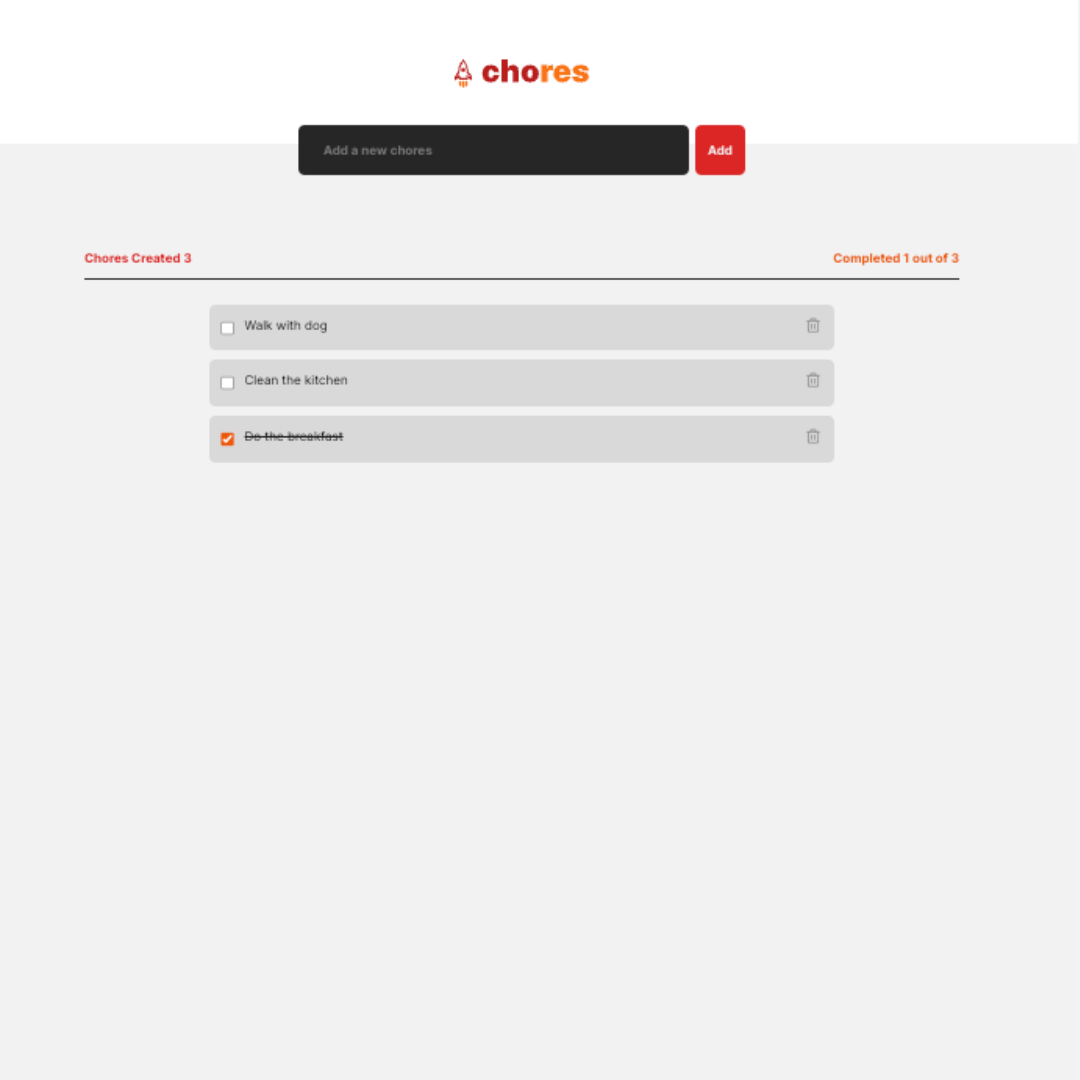 chores
Add a new chores
Add
Chores Created 3
Completed 1 out of 3
Walk with dog
Clean the kitchen
Do the breakfast